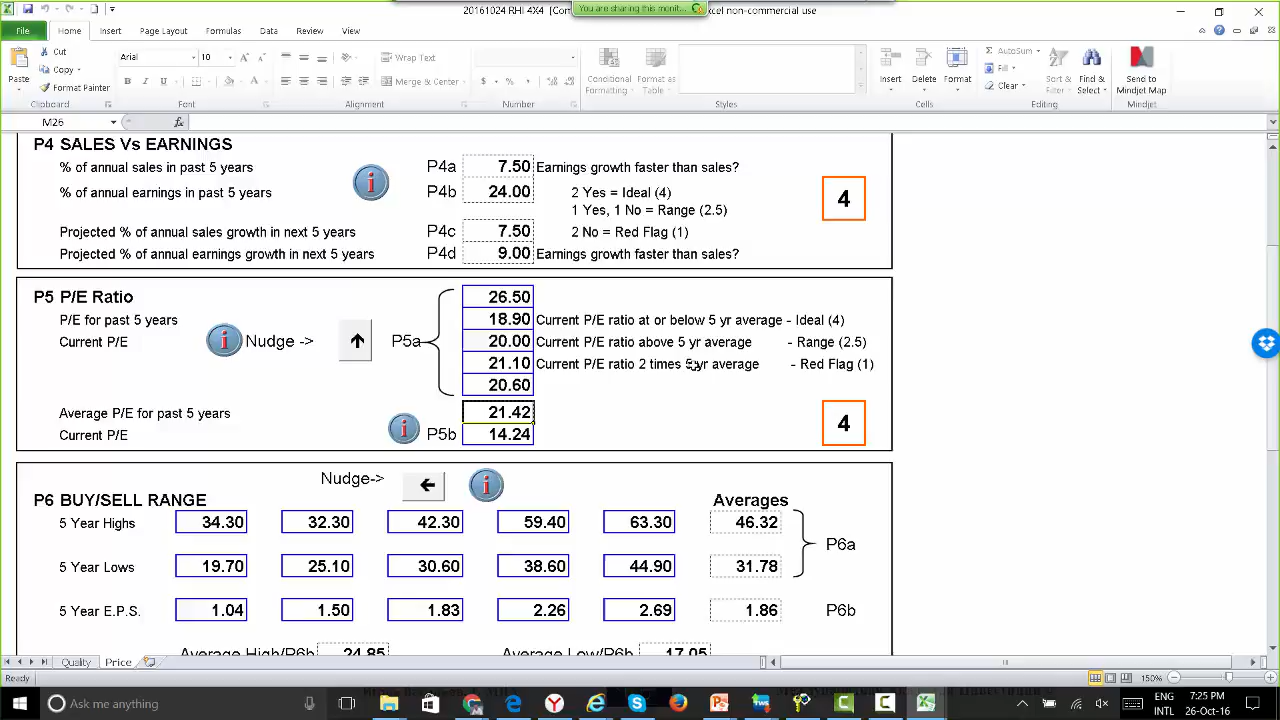 20161024 RHI 4X4 [Com
You are sharing this monit...
Excel non-commercial use
File Home Insert Page Layout Formulas Data Review View
Cut
Copy
Format Painter
Paste
Clipboard
Arial 10
Font
Wrap Text
Merge & Center
Alignment
Number
Conditional Formatting
Format as Table
Styles
Insert Delete Format
Cells
AutoSum
Fill
Clear
Sort & Filter
Find & Select
Editing
Send to Mindjet Map
Mindjet
M26 fx
P4 SALES Vs EARNINGS
% of annual sales in past 5 years P4a 7.50 Earnings growth faster than sales?
% of annual earnings in past 5 years P4b 24.00 2 Yes = Ideal (4)
4
1 Yes, 1 No = Range (2.5)
Projected % of annual sales growth in next 5 years P4c 7.50 2 No = Red Flag (1)
Projected % of annual earnings growth in next 5 years P4d 9.00 Earnings growth faster than sales?
P5 P/E Ratio 26.50
P/E for past 5 years 18.90 Current P/E ratio at or below 5 yr average - Ideal (4)
Current P/E Nudge -> P5a 20.00 Current P/E ratio above 5 yr average - Range (2.5)
21.10 Current P/E ratio 2 times 5 yr average - Red Flag (1)
20.60
Average P/E for past 5 years 21.42
4
Current P/E P5b 14.24
Nudge->
P6 BUY/SELL RANGE Averages
5 Year Highs 34.30 32.30 42.30 59.40 63.30 46.32
P6a
5 Year Lows 19.70 25.10 30.60 38.60 44.90 31.78
5 Year E.P.S. 1.04 1.50 1.83 2.26 2.69 1.86 P6b
Average High/P6b 24.85 Average Low/P6b 17.05
Quality Price
Ready 150%
Ask me anything
ENG
INTL
7:25 PM
26-Oct-16